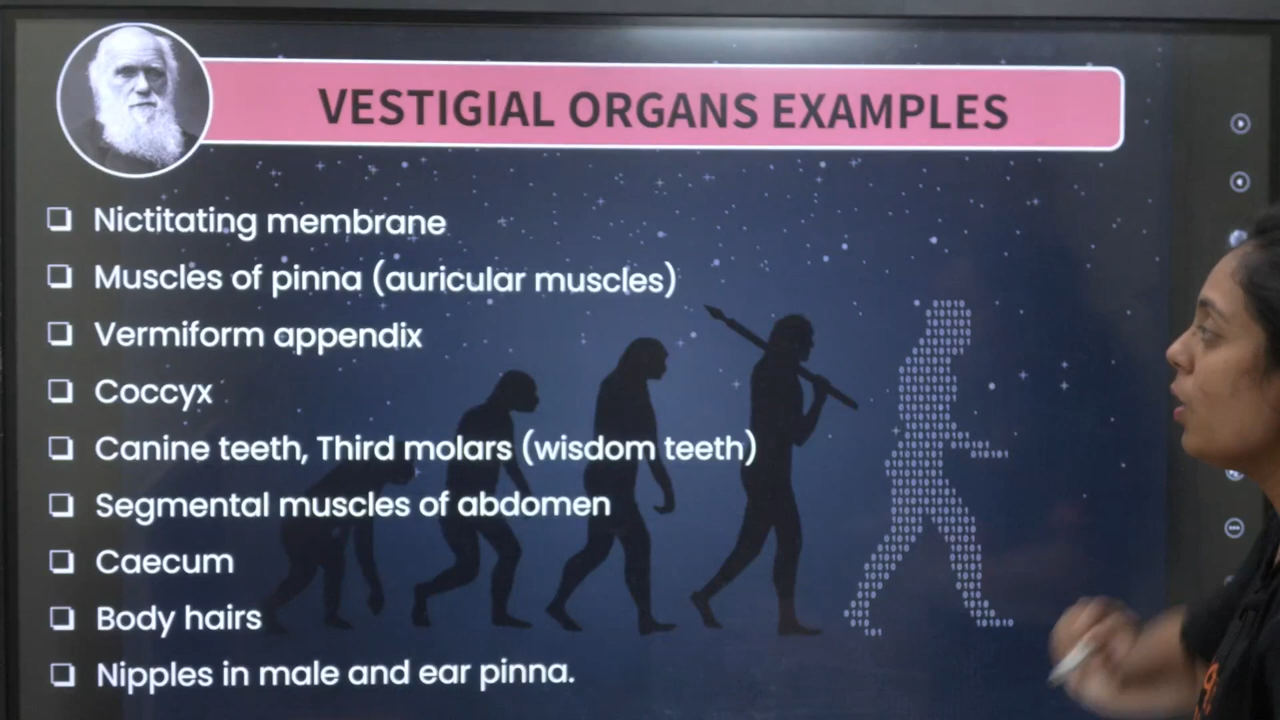 VESTIGIAL ORGANS EXAMPLES
Nictitating membrane
Muscles of pinna (auricular muscles)
Vermiform appendix
Coccyx
Canine teeth, Third molars (wisdom teeth)
Segmental muscles of abdomen
Caecum
Body hairs
Nipples in male and ear pinna.